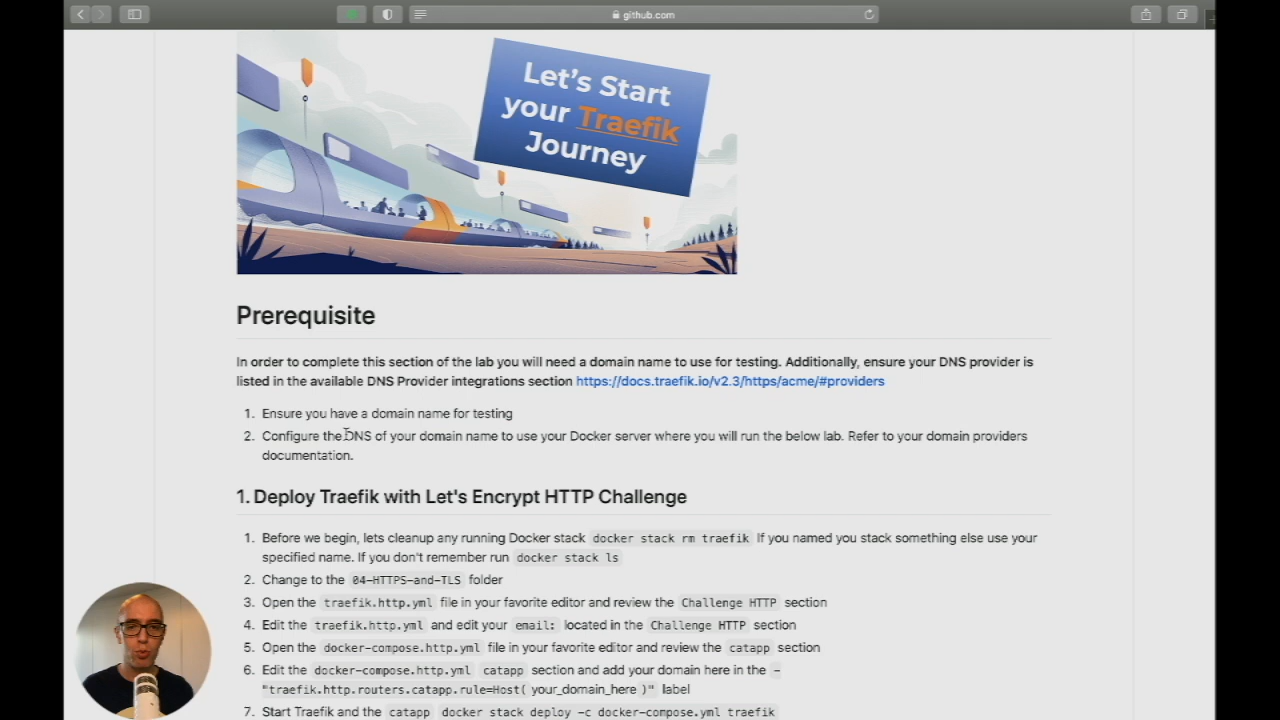 github.com
Let's Start
your Traefik
Journey
Prerequisite
In order to complete this section of the lab you will need a domain name to use for testing. Additionally, ensure your DNS provider is
listed in the available DNS Provider integrations section https://docs.traefik.io/v2.3/https/acme/#providers
1. Ensure you have a domain name for testing
2. Configure the DNS of your domain name to use your Docker server where you will run the below lab. Refer to your domain providers
documentation.
1. Deploy Traefik with Let's Encrypt HTTP Challenge
1. Before we begin, lets cleanup any running Docker stack docker stack rm traefik If you named you stack something else use your
specified name. If you don't remember run docker stack ls
2. Change to the 04-HTTPS-and-TLS folder
3. Open the traefik.http.yml file in your favorite editor and review the Challenge HTTP section
4. Edit the traefik.http.yml and edit your email: located in the Challenge HTTP section
5. Open the docker-compose.http.yml file in your favorite editor and review the catapp section
6. Edit the docker-compose.http.yml catapp section and add your domain here in the -
"traefik.http.routers.catapp.rule=Host( your_domain_here )" label
7. Start Traefik and the catapp docker stack deploy -c docker-compose.yml traefik